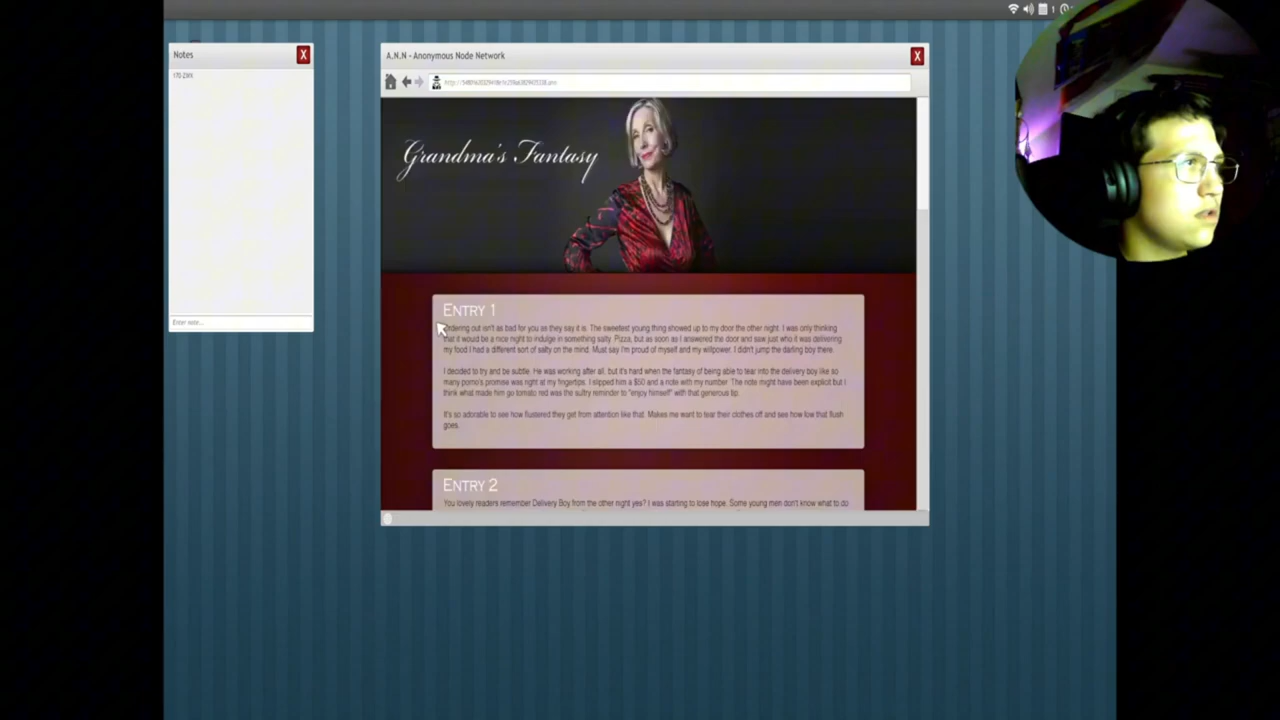 1
Notes
X
A.N.N - Anonymous Node Network
X
Grandma's Fantasy
Enter note...
ENTRY 1
Ordering out isn't as bad for you as they say it is. The sweetest young thing showed up to my door the other night. I was only thinking
that it would be a nice night to indulge in something salty. Pizza, but as soon as I answered the door and saw just who it was delivering
my food I had a different sort of salty on the mind. Must say I'm proud of myself and my willpower. I didn't jump the darling boy there.
I decided to try and be subtle. He was working after all, but it's hard when the fantasy of being able to tear into the delivery boy like so
many porno's promise was right at my fingertips. I slipped him a $50 and a note with my number. The note might have been explicit but I
think what made him go tomato red was the sultry reminder to "enjoy himself" with that generous tip.
It's so adorable to see how flustered they get from attention like that. Makes me want to tear their clothes off and see how low that flush
goes.
ENTRY 2
You lovely readers remember Delivery Boy from the other night yes? I was starting to lose hope. Some young men don't know what to do